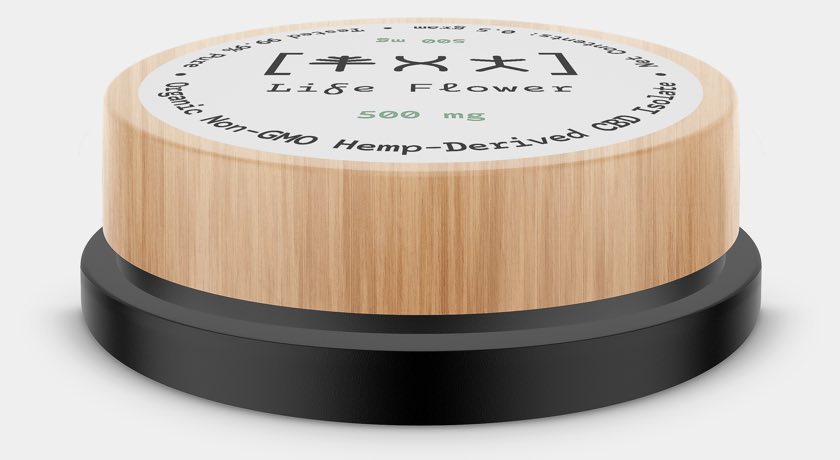 Life Flower
500 mg
Organic Non-GMO Hemp-Derived CBD Isolate
•
Net Contents: 0.5 gram
•
Tested 99.9% Pure
•
500 mg